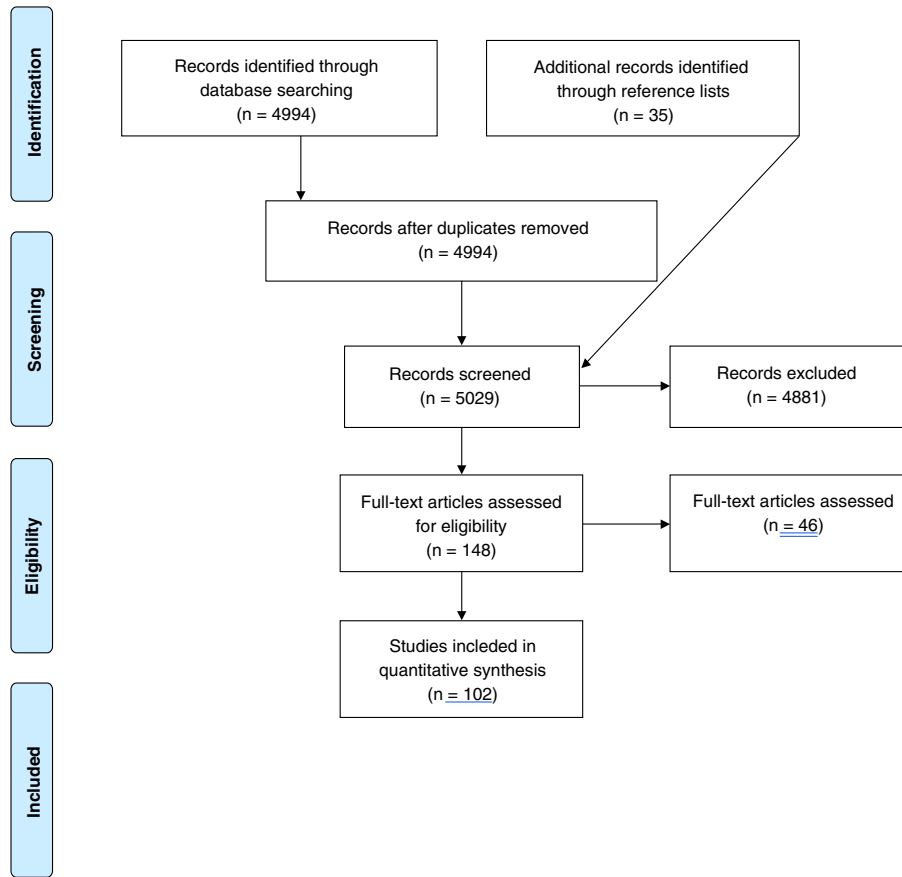 Identification
Records identified through
database searching
(n = 4994)
Additional records identified
through reference lists
(n = 35)
Records after duplicates removed
(n = 4994)
Screening
Records screened
(n = 5029)
Records excluded
(n = 4881)
Eligibility
Full-text articles assessed
for eligibility
(n = 148)
Full-text articles assessed
(n = 46)
Studies inclided in
quantitative synthesis
(n = 102)
Included